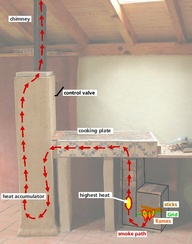 chimney
control valve
cooking plate
heat accumulator
highest heat
sticks
Grid
flames
smoke path